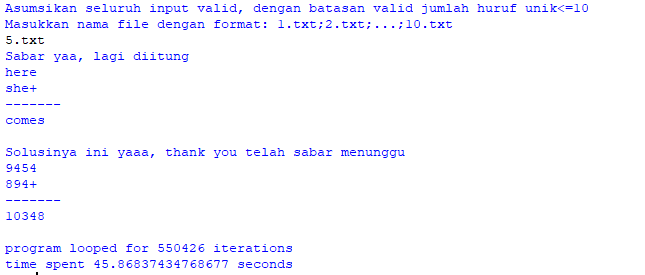 Asumsikan seluruh input valid, dengan batasan valid jumlah huruf unik<=10
Masukkan nama file dengan format: 1.txt;2.txt;...;10.txt
5.txt
Sabar yaa, lagi diitung
here
she+
-------
comes
Solusinya ini yaaa, thank you telah sabar menunggu
9454
894+
-------
10348
program looped for 550426 iterations
time spent 45.86837434768677 seconds